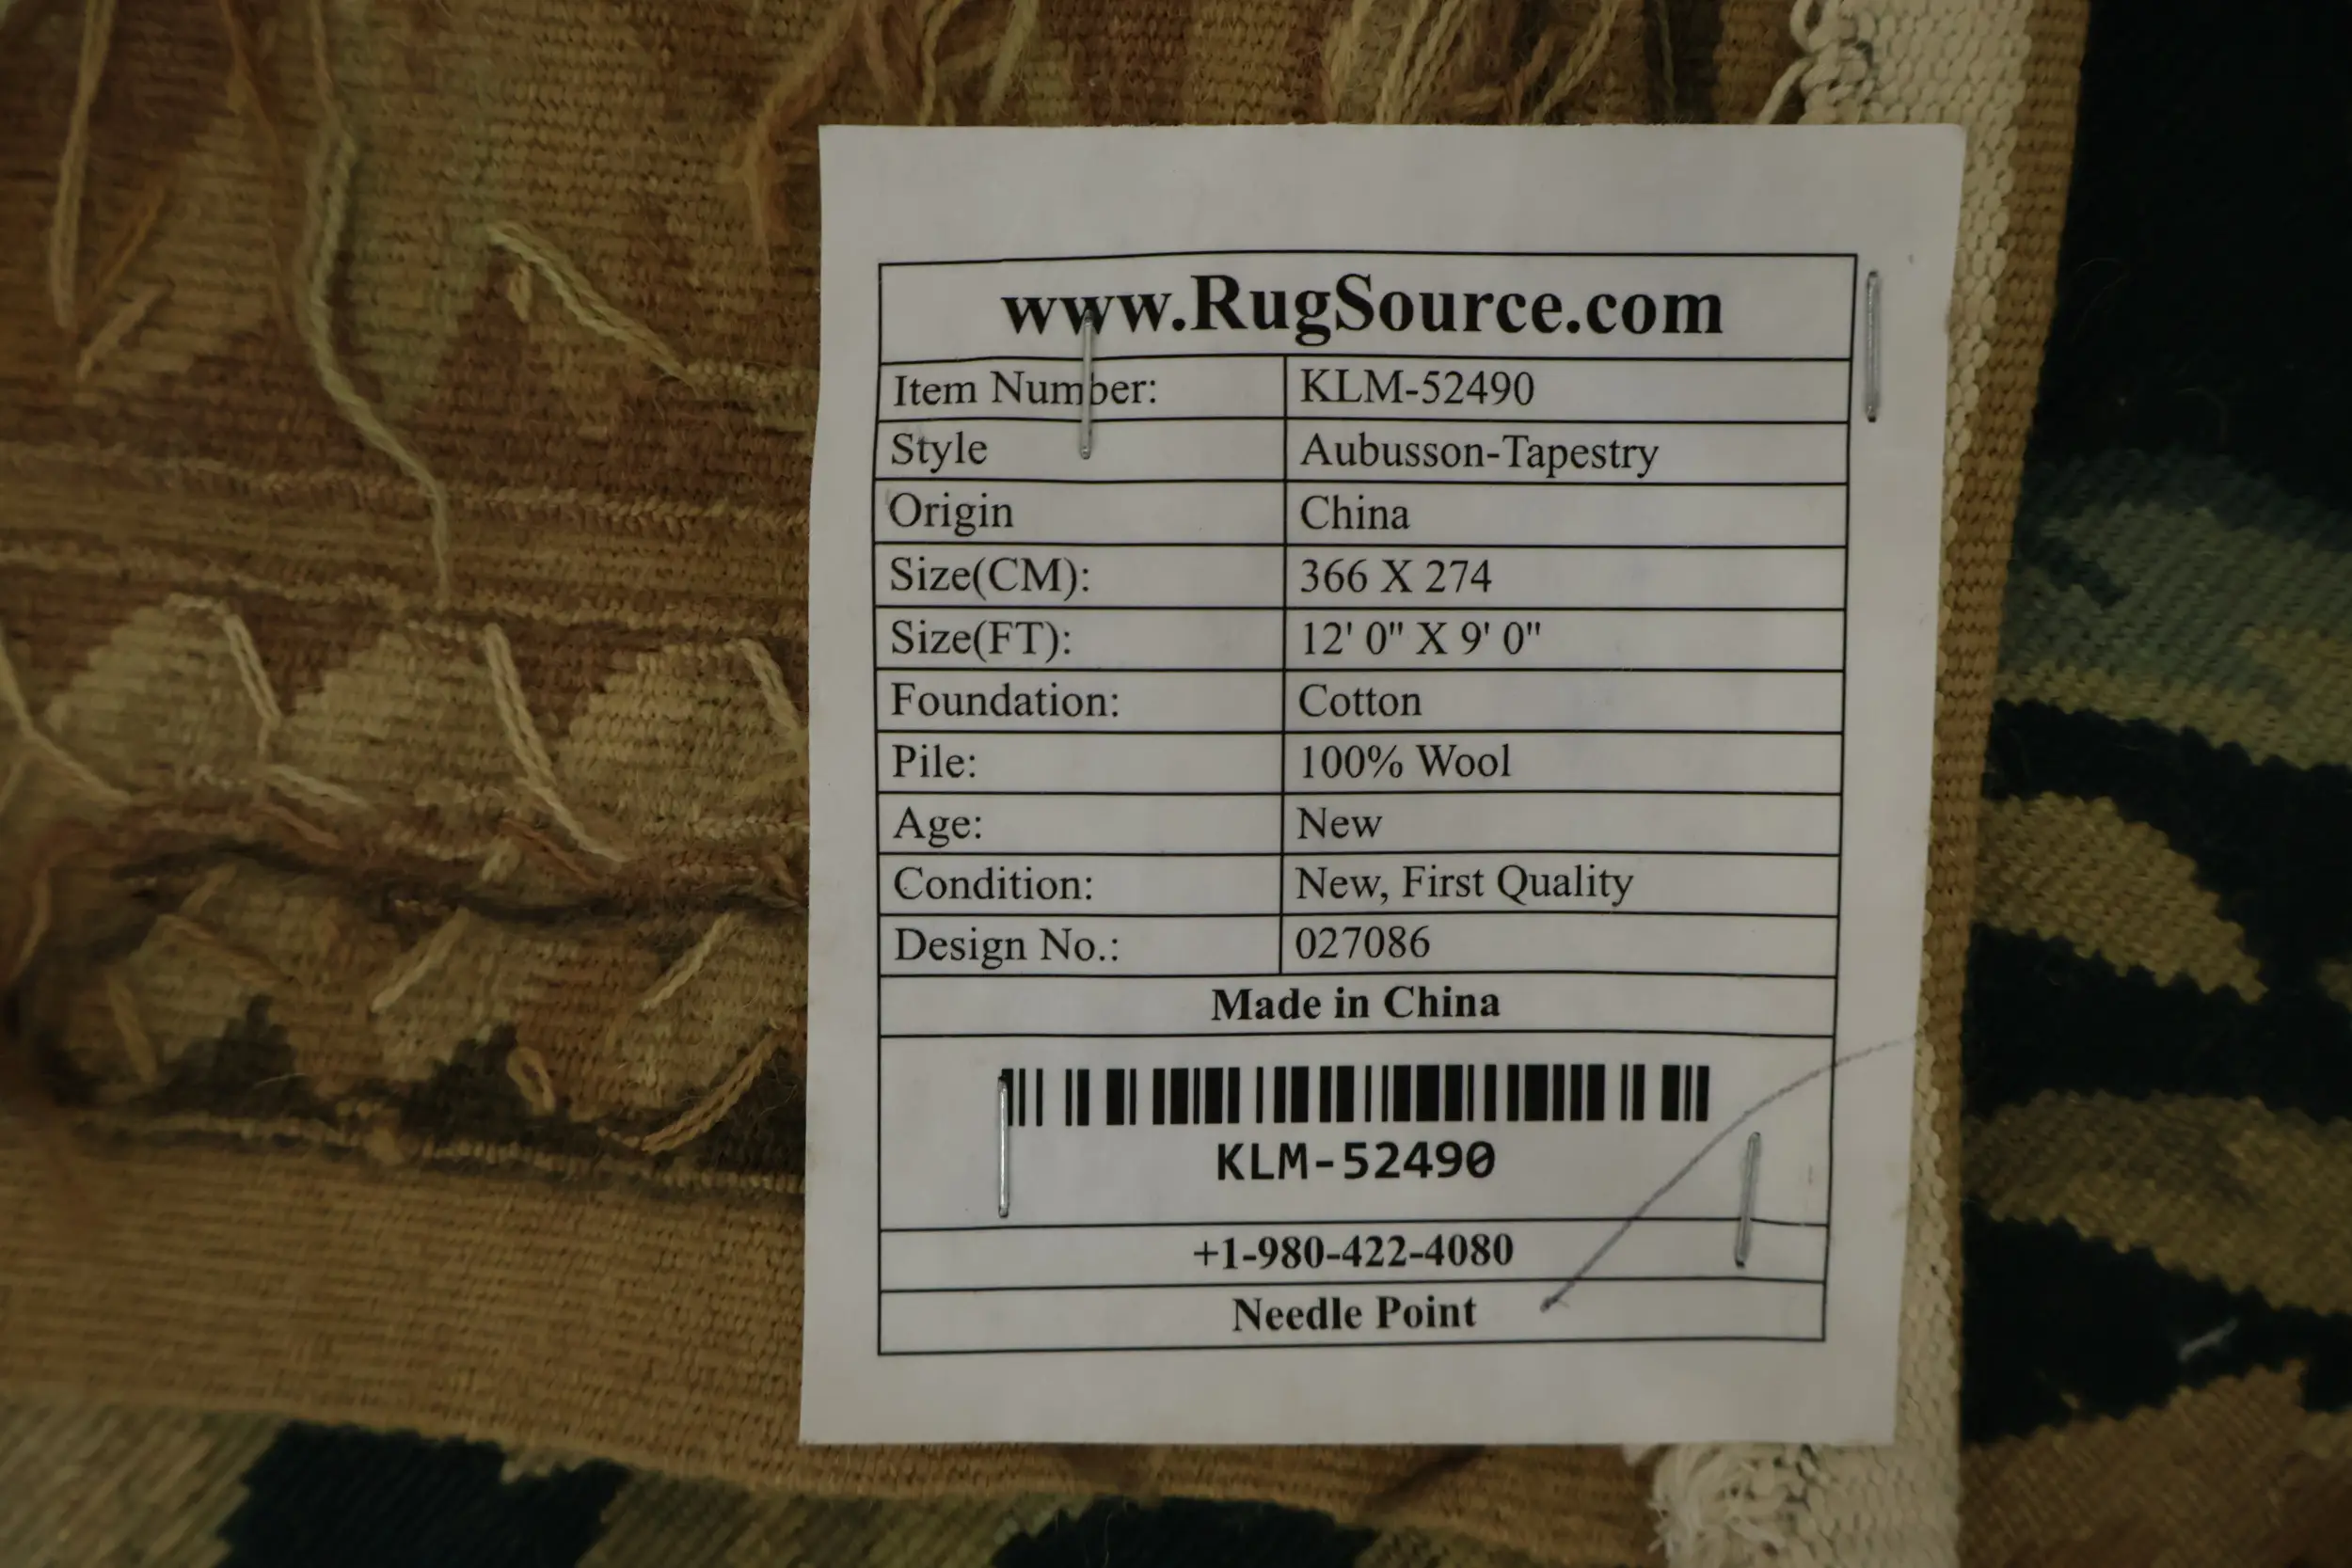 www.RugSource.com
Item Number: KLM-52490
Style Aubusson-Tapestry
Origin China
Size(CM): 366 X 274
Size(FT): 12' 0" X 9' 0"
Foundation: Cotton
Pile: 100% Wool
Age: New
Condition: New, First Quality
Design No.: 027086
Made in China
KLM-52490
+1-980-422-4080
Needle Point